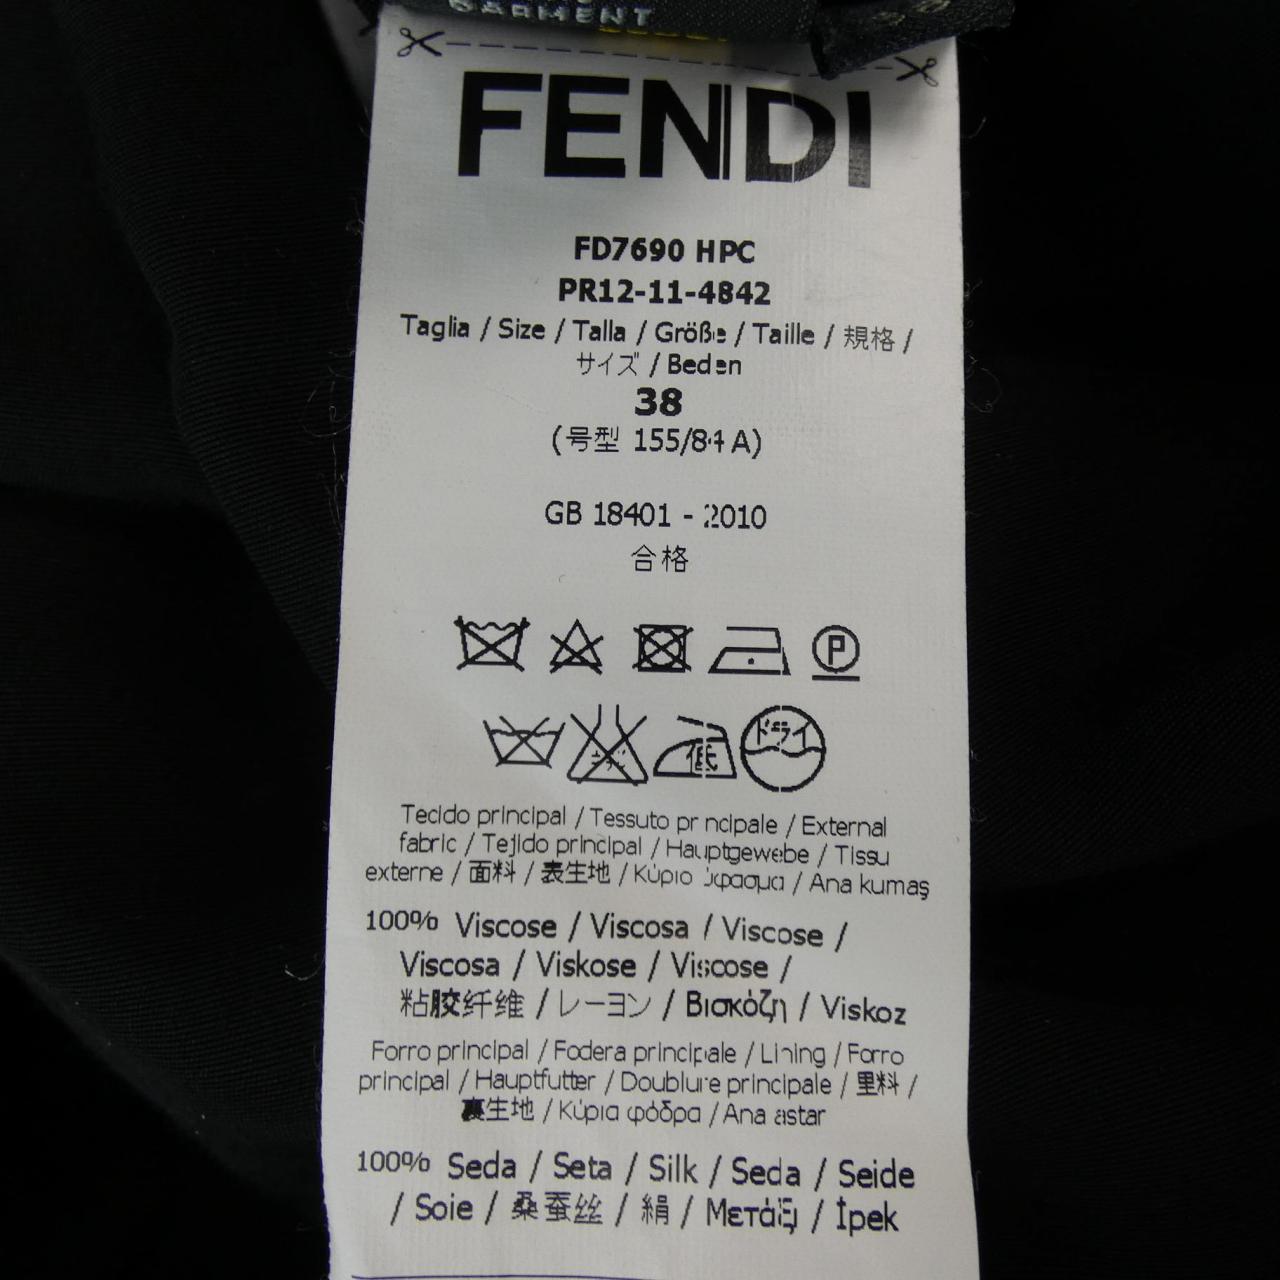 GARMENT
FENDI
FD7690 HPC
PR12-11-4842
Taglia / Size / Talla / Größe / Taille / 規格 /
サイズ / Beden
38
(号型 155/84 A)
GB 18401 - 2010
合格
P
低 ドライ
Tecido principal / Tessuto principale / External
fabric / Tejido principal / Hauptgewebe / Tissu
externe / 面料 / 表生地 / Κύριο ύφασμα / Ana kumaş
100% Viscose / Viscosa / Viscose /
Viscosa / Viskose / Viscose /
粘胶纤维 / レーヨン / Βισκόζη / Viskoz
Forro principal / Fodera principale / Lining / Forro
principal / Hauptfutter / Doublure principale / 里料 /
裏生地 / Κύρια φόδρα / Ana astar
100% Seda / Seta / Silk / Seda / Seide
/ Soie / 桑蚕丝 / 絹 / Μετάξι / İpek